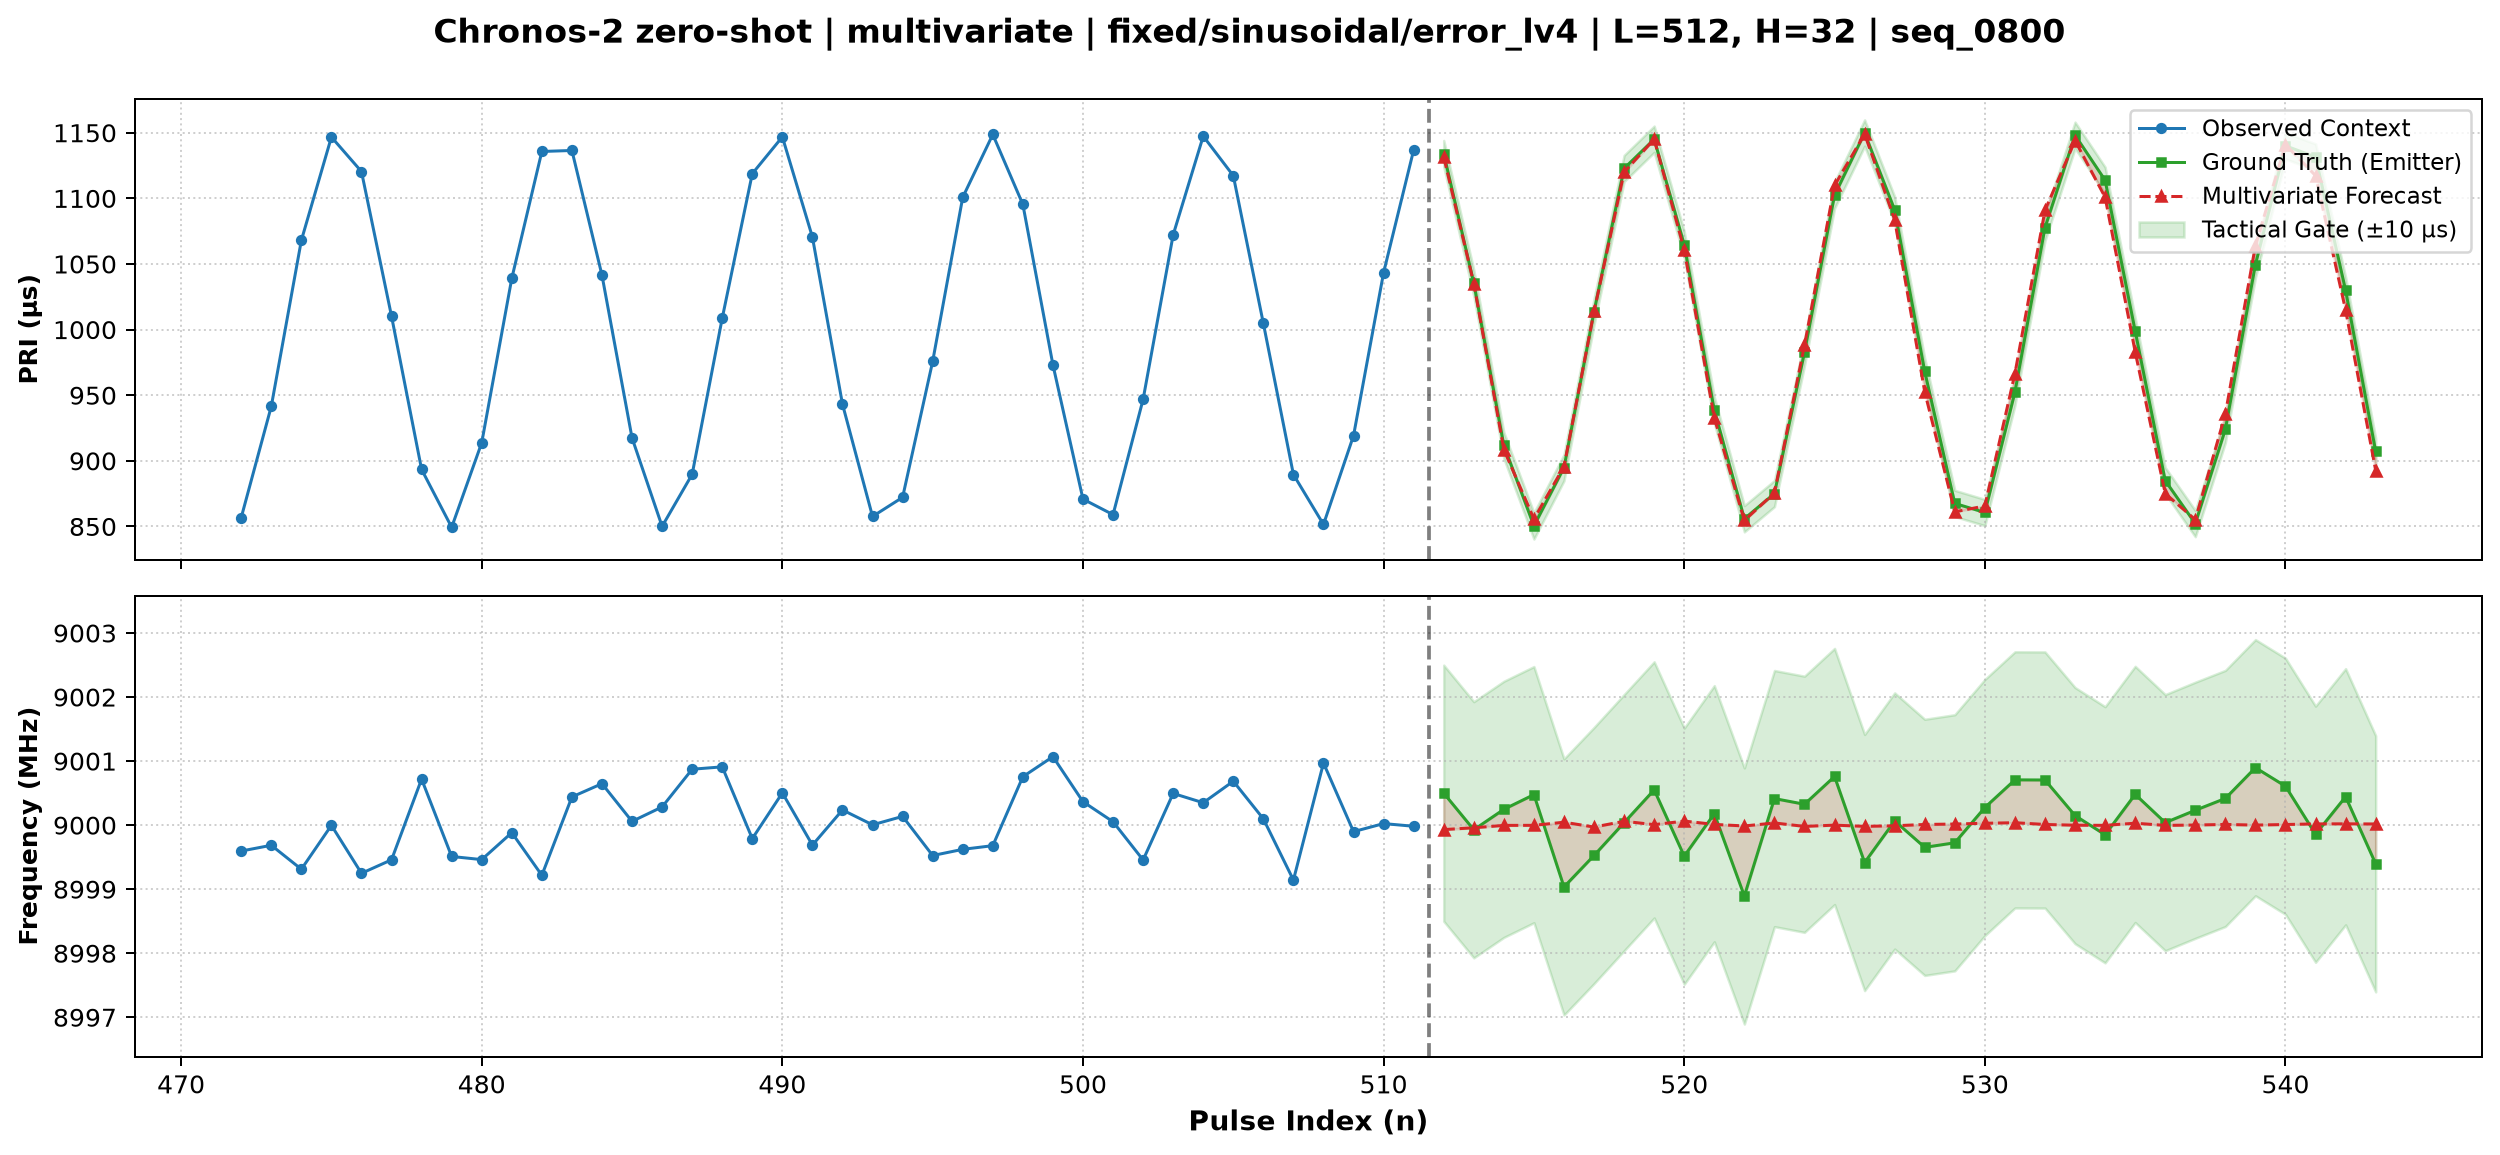 Chronos-2 zero-shot | multivariate | fixed/sinusoidal/error_lv4 | L=512, H=32 | seq_0800
PRI (μs)
1150
1100
1050
1000
950
900
850
Observed Context
Ground Truth (Emitter)
Multivariate Forecast
Tactical Gate (±10 μs)
Frequency (MHz)
9003
9002
9001
9000
8999
8998
8997
470 480 490 500 510 520 530 540
Pulse Index (n)